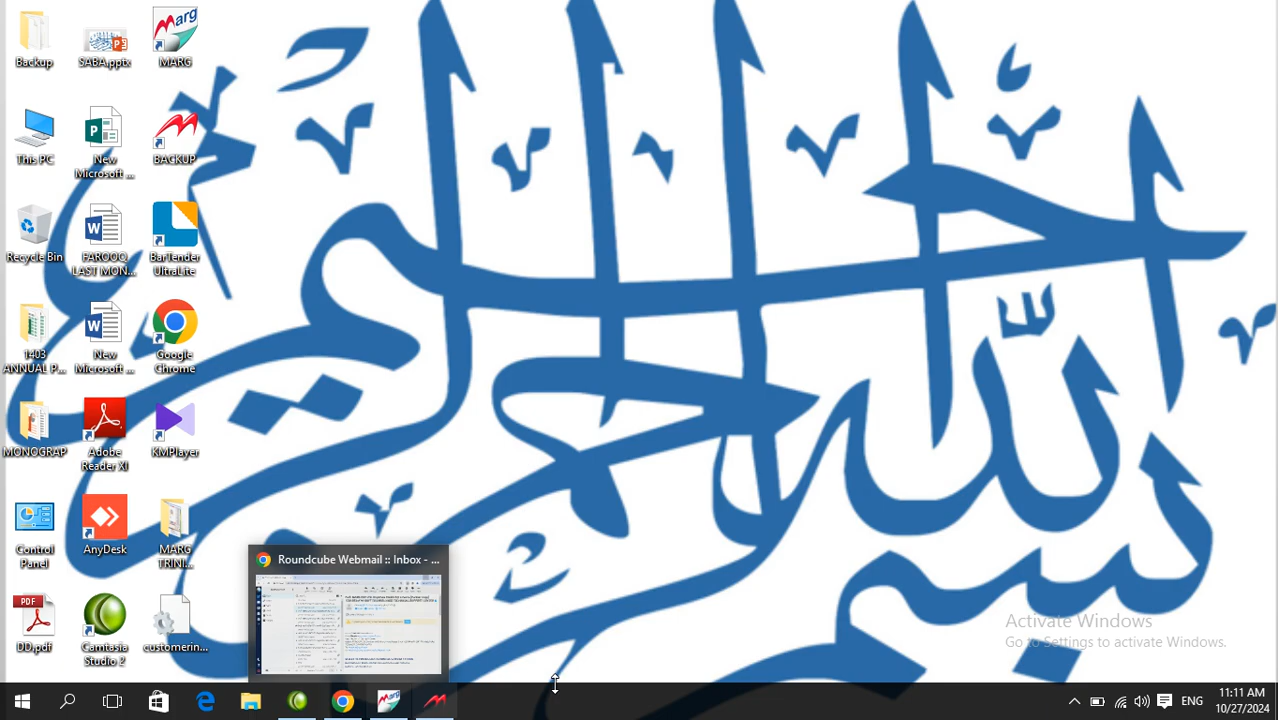 Backup
SABA.pptx
MARG
This PC
New Microsoft ...
BACKUP
Recycle Bin
FAROOQ LAST MON...
BarTender UltraLite
1403 ANNUAL P...
New Microsoft ...
Google Chrome
MONOGRAP
Adobe Reader XI
KMPlayer
Control Panel
AnyDesk
MARG TRINI...
DD.pdf
Camtasia Studio 2
customerin...
Roundcube Webmail :: Inbox - ...
Activate Windows
Go to Settings to activate Windows.
ENG
11:11 AM
10/27/2024
بسم الله الرحمن الرحيم